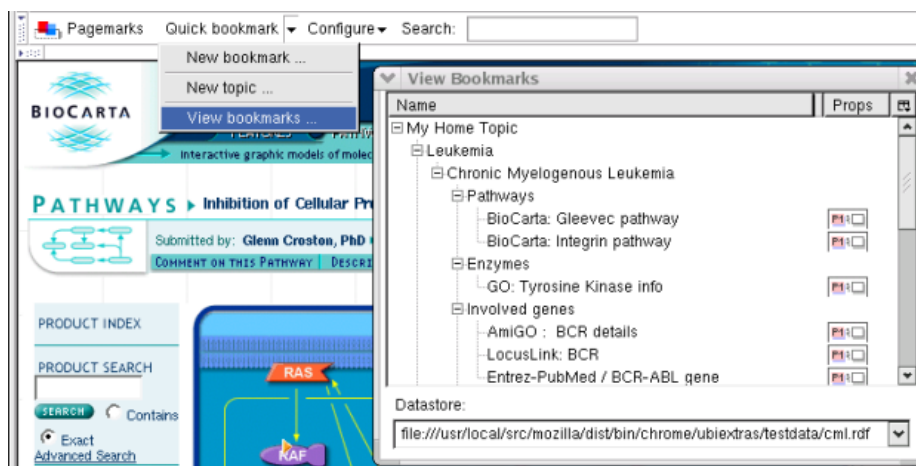 Pagemarks Quick bookmark Configure Search:
New bookmark ...
New topic ...
View bookmarks ...
BIOCARTA
Interactive graphic models of molec
PATHWAYS Inhibition of Cellular Pr
Submitted by: Glenn Croston, PhD
COMMENT ON THIS PATHWAY DESCRI
PRODUCT INDEX
PRODUCT SEARCH
SEARCH Contains
Exact
Advanced Search
RAS
RAF
View Bookmarks
Name Props
My Home Topic
Leukemia
Chronic Myelogenous Leukemia
Pathways
BioCarta: Gleevec pathway
BioCarta: Integrin pathway
Enzymes
GO: Tyrosine Kinase info
Involved genes
AmiGO : BCR details
LocusLink: BCR
Entrez-PubMed / BCR-ABL gene
Datastore:
file:///usr/local/src/mozilla/dist/bin/chrome/ubiextras/testdata/cml.rdf